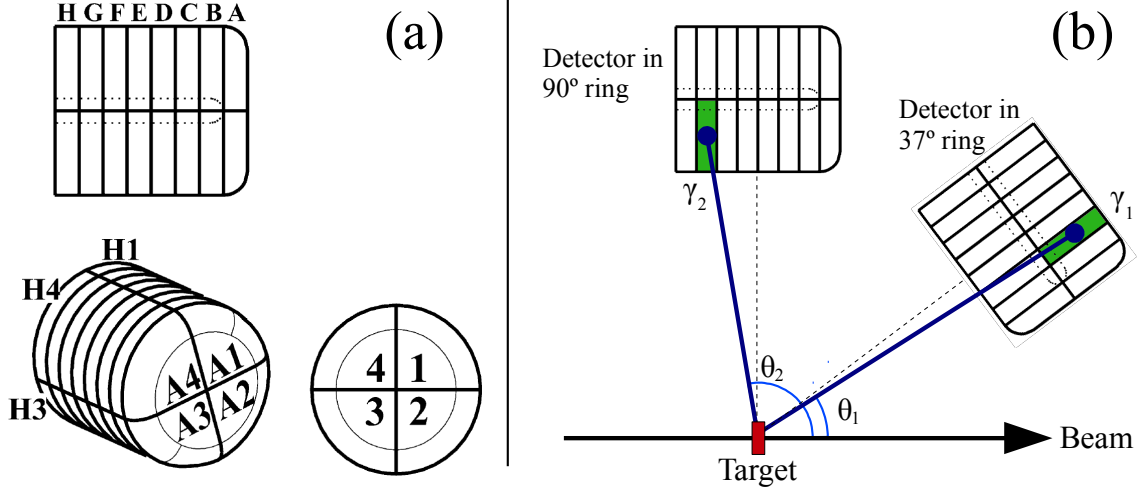 H G F E D C B A
(a)
H1
H4
H3
A4 A1
A3 A2
4 1
3 2
(b)
Detector in
90º ring
Detector in
37º ring
γ2
γ1
θ2
θ1
Beam
Target